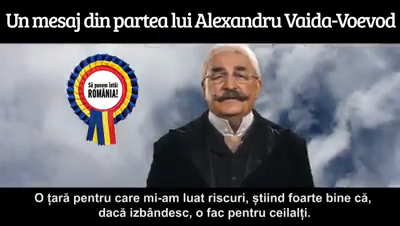 Un mesaj din partea lui Alexandru Vaida-Voevod
Să punem întâi
ROMÂNIA!
O țară pentru care mi-am luat riscuri, știind foarte bine că,
dacă izbândesc, o fac pentru ceilalți.